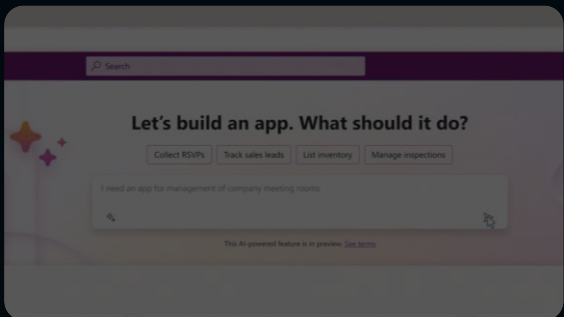 Search
Let's build an app. What should it do?
Collect RSVPs Track sales leads List inventory Manage inspections
I need an app for management of company meeting rooms
This AI-powered feature is in preview. See terms